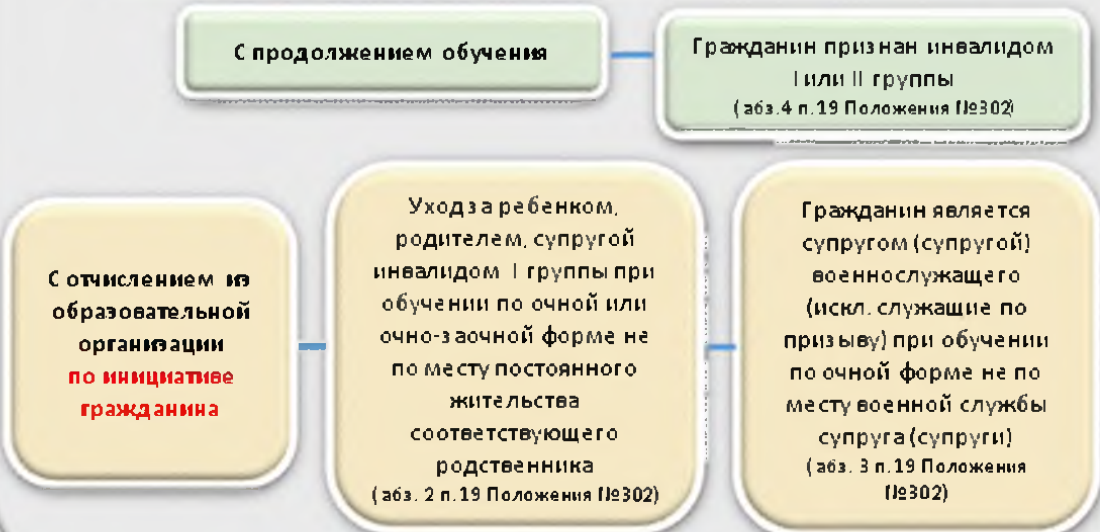 С продолжением обучения
Гражданин признан инвалидом
I или II группы
(абз.4 п.19 Положения №302)
С отчислением из
образовательной
организации
по инициативе
гражданина
Уход за ребенком,
родителем, супругой
инвалидом I группы при
обучении по очной или
очно-заочной форме не
по месту постоянного
жительства
соответствующего
родственника
(абз. 2 п.19 Положения №302)
Гражданин является
супругом (супругой)
военнослужащего
(искл. служащие по
призыву) при обучении
по очной форме не по
месту военной службы
супруга (супруги)
(абз. 3 п.19 Положения
№302)